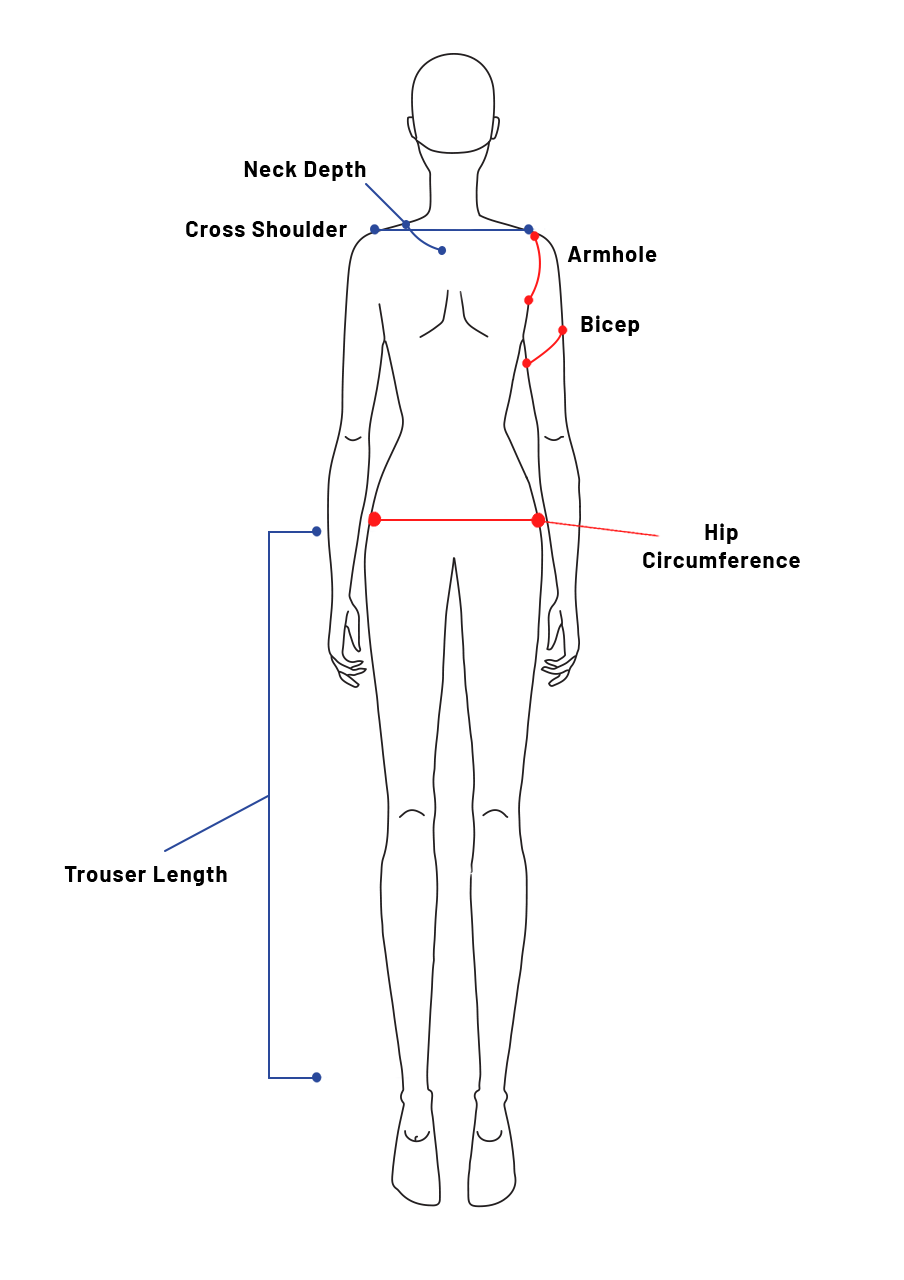 Neck Depth
Cross Shoulder
Armhole
Bicep
Hip
Circumference
Trouser Length